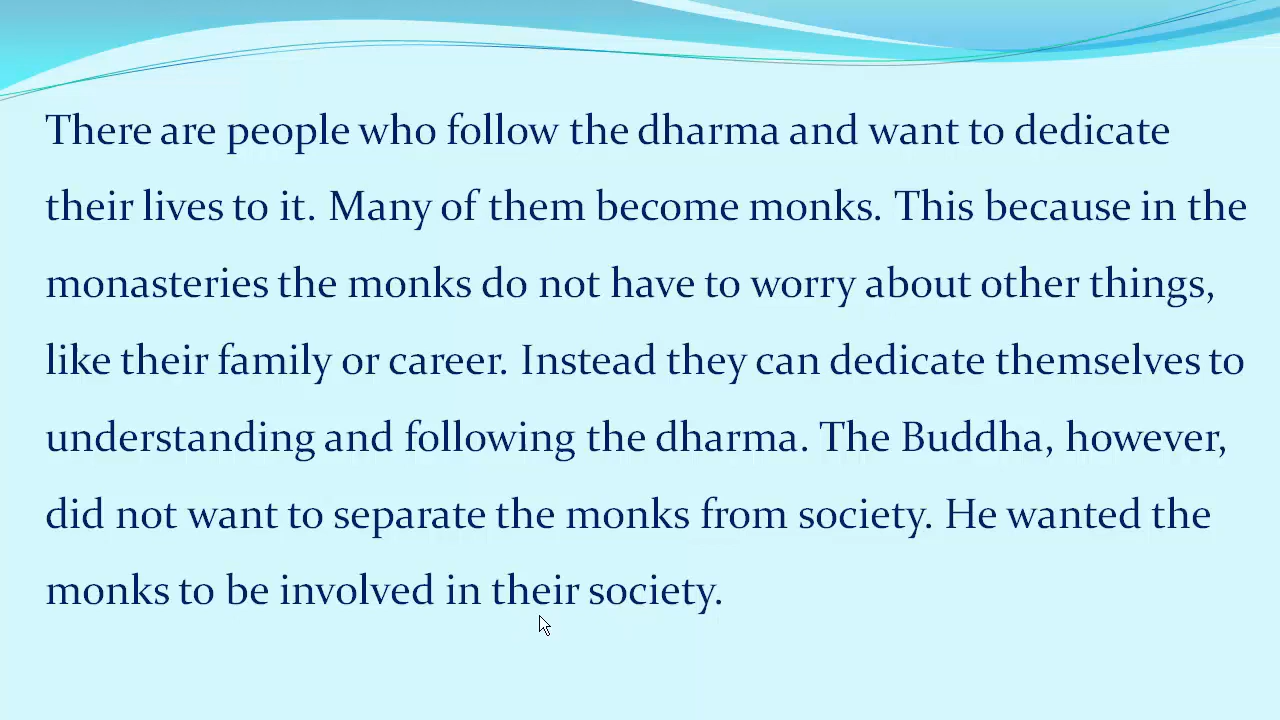 There are people who follow the dharma and want to dedicate
their lives to it. Many of them become monks. This because in the
monasteries the monks do not have to worry about other things,
like their family or career. Instead they can dedicate themselves to
understanding and following the dharma. The Buddha, however,
did not want to separate the monks from society. He wanted the
monks to be involved in their society.